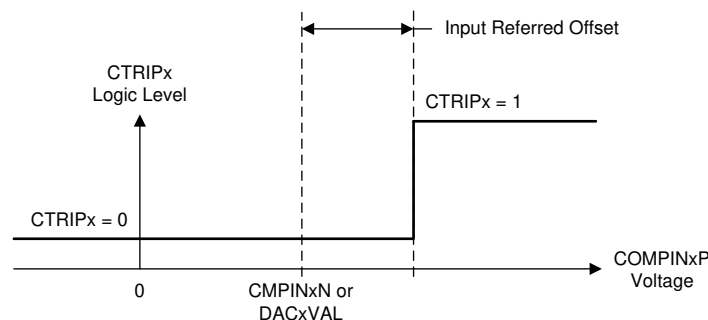 Input Referred Offset
CTRIPx
Logic Level
CTRIPx = 1
CTRIPx = 0
COMPINxP
Voltage
0
CMPINxN or
DACxVAL